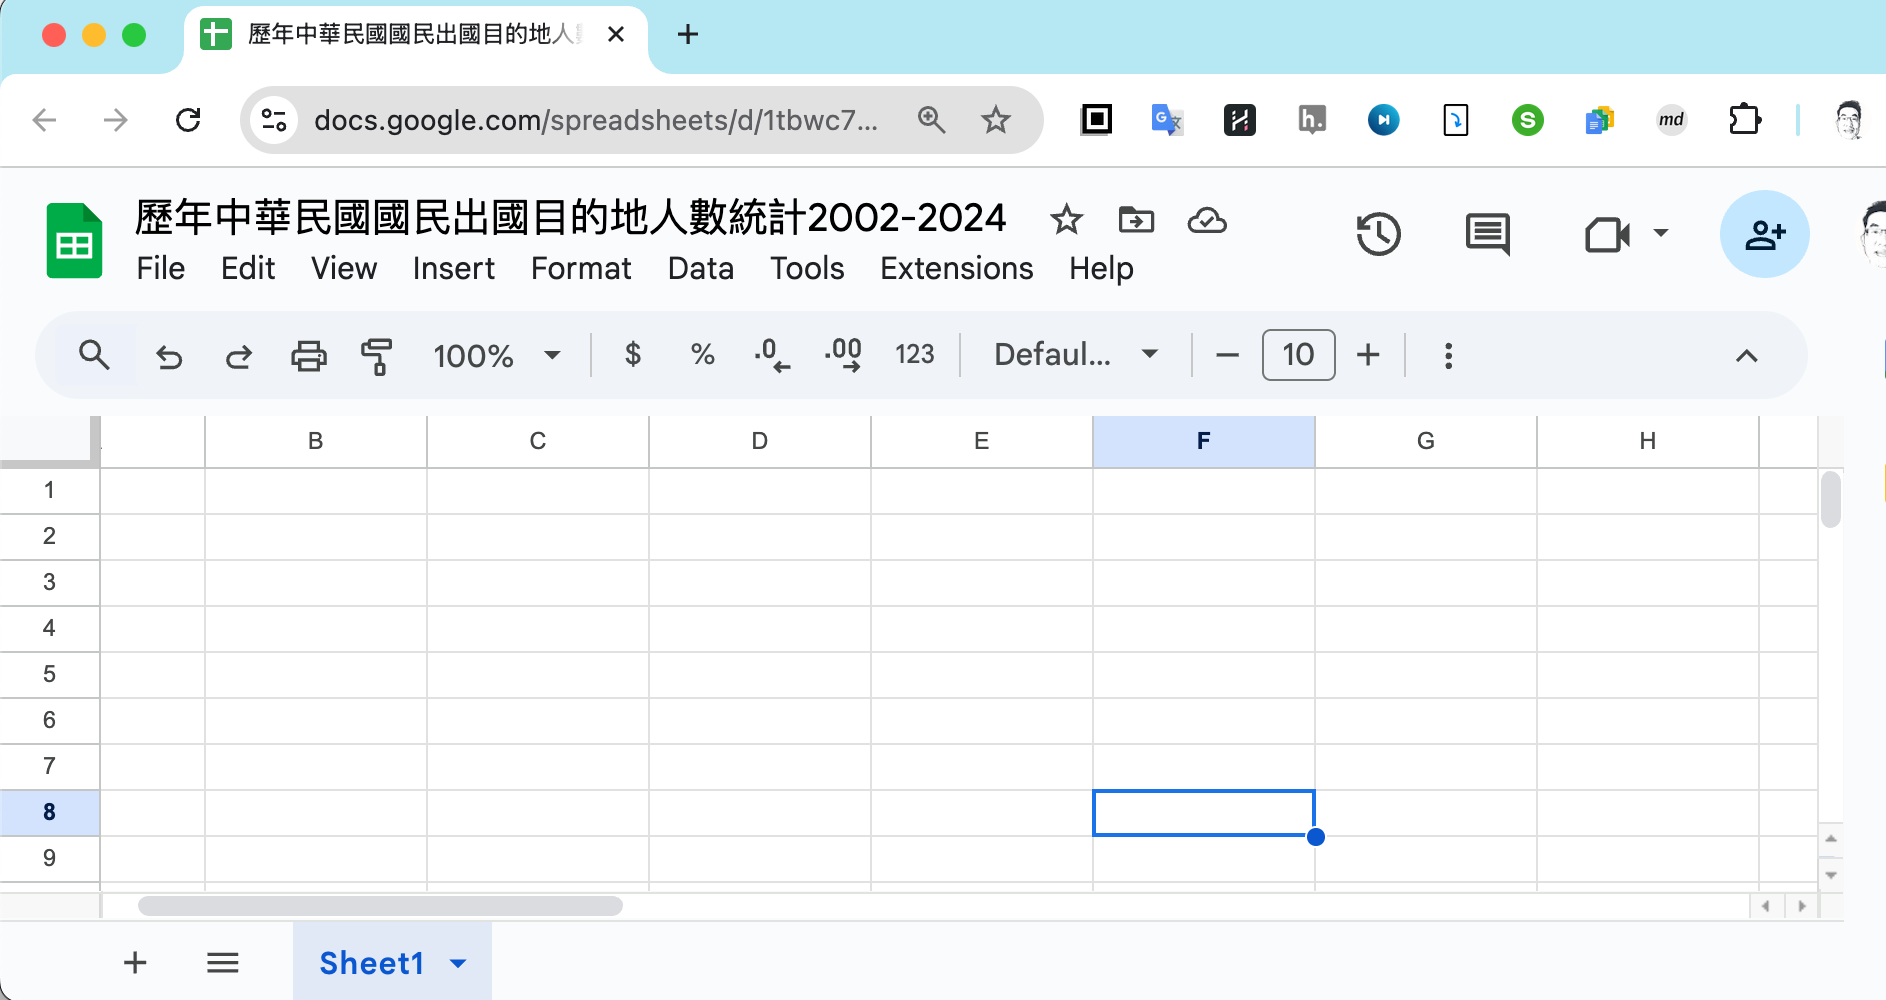 歷年中華民國國民出國目的地人
docs.google.com/spreadsheets/d/1tbwc7...
h.
S
md
歷年中華民國國民出國目的地人數統計2002-2024
File Edit View Insert Format Data Tools Extensions Help
100% $ % .0 .00 123 Defaul... 10
B C D E F G H
1
2
3
4
5
6
7
8
9
Sheet1